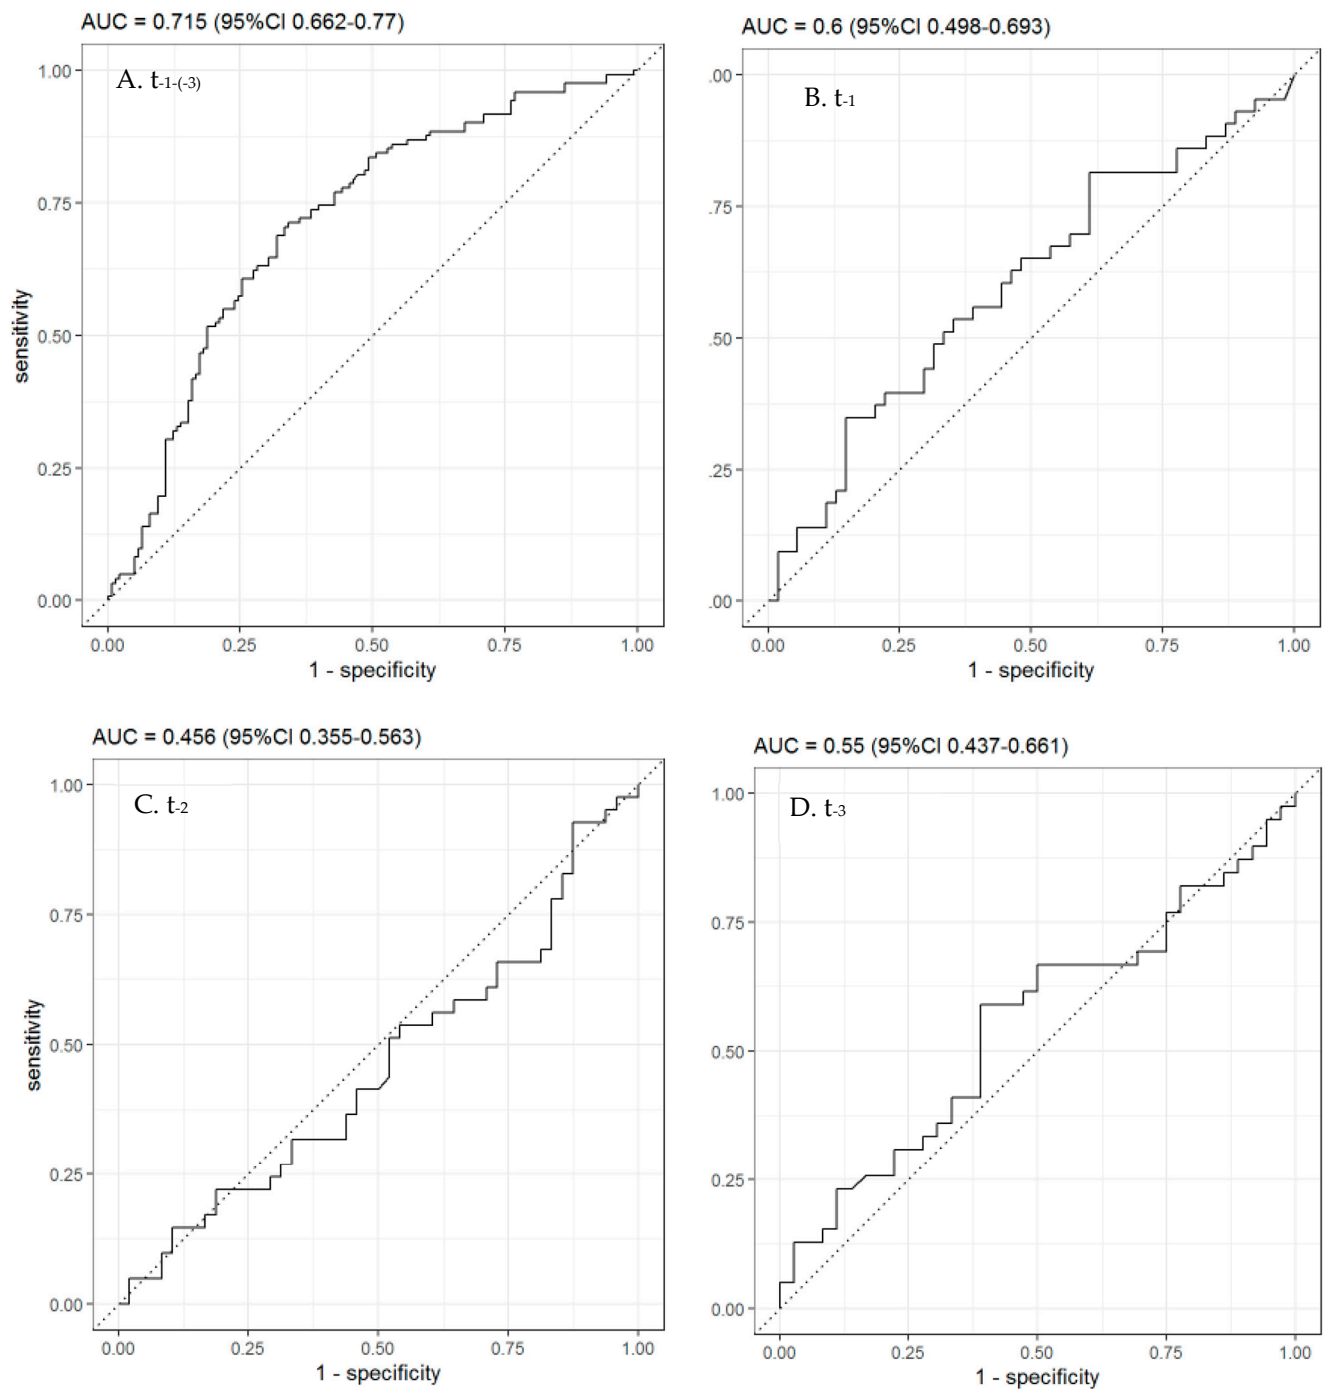 AUC = 0.715 (95%CI 0.662-0.77)
A. t-1-(-3)
1.00
0.75
0.50
0.25
0.00
sensitivity
0.00 0.25 0.50 0.75 1.00
1 - specificity
AUC = 0.6 (95%CI 0.498-0.693)
B. t-1
.00
.75
.50
.25
.00
0.00 0.25 0.50 0.75 1.00
1 - specificity
AUC = 0.456 (95%CI 0.355-0.563)
C. t-2
1.00
0.75
0.50
0.25
0.00
sensitivity
0.00 0.25 0.50 0.75 1.00
1 - specificity
AUC = 0.55 (95%CI 0.437-0.661)
D. t-3
1.00
0.75
0.50
0.25
0.00
0.00 0.25 0.50 0.75 1.00
1 - specificity